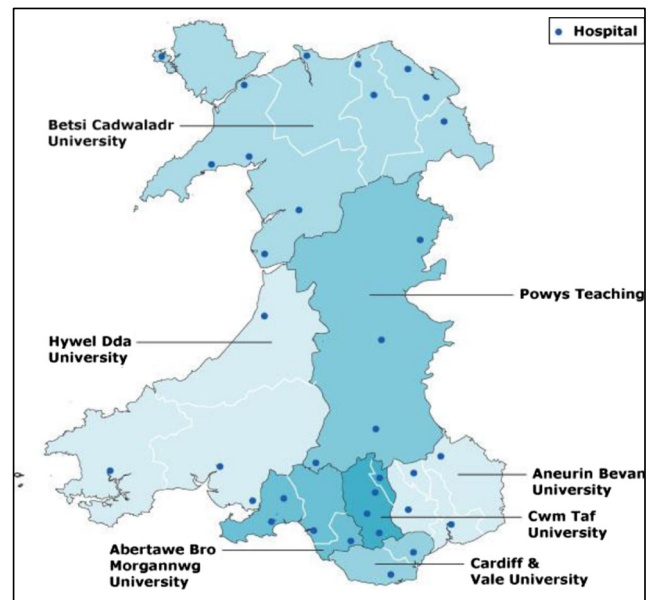 Hospital
Betsi Cadwaladr
University
Powys Teaching
Hywel Dda
University
Aneurin Bevan
University
Cwm Taf
University
Abertawe Bro
Morgannwg
University
Cardiff &
Vale University